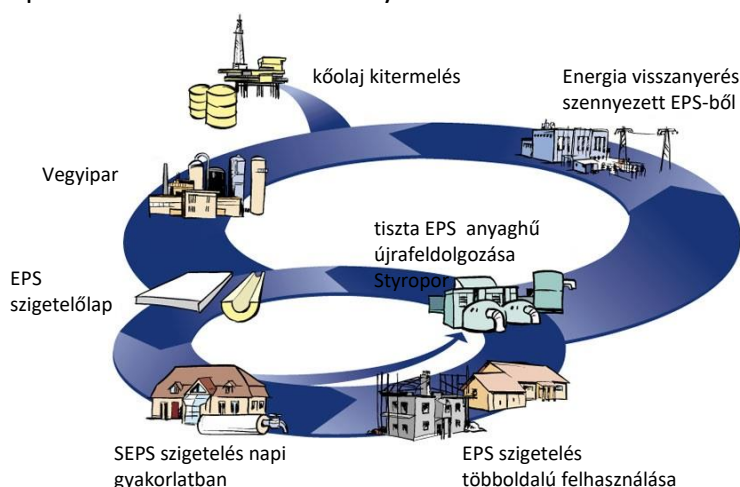 kőolaj kitermelés
Energia visszanyerés
szennyezett EPS-ből
Vegyipar
tiszta EPS anyaghű
újrafeldolgozása
Styropor
EPS
szigetelőlap
SEPS szigetelés napi
gyakorlatban
EPS szigetelés
többoldalú felhasználása